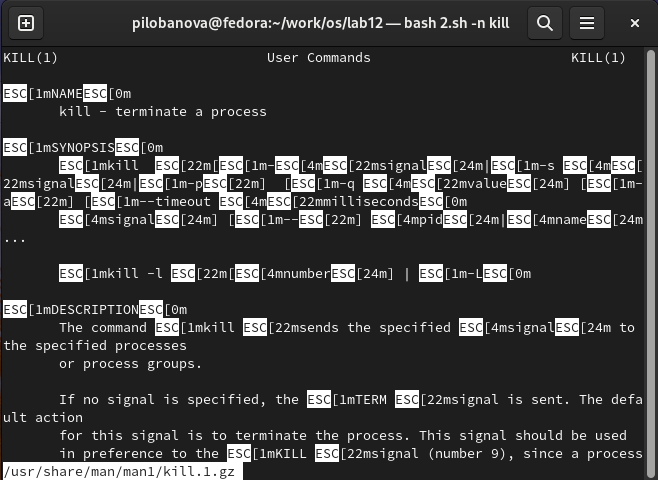 pilobanova@fedora:~/work/os/lab12 — bash 2.sh -n kill
KILL(1) User Commands KILL(1)
ESC[1mNAMEESC[0m
kill - terminate a process
ESC[1mSYNOPSISESC[0m
ESC[1mkill ESC[22m[ESC[1m-ESC[4mESC[22msignalESC[24m|ESC[1m-s ESC[4mESC[
22msignalESC[24m|ESC[1m-pESC[22m] [ESC[1m-q ESC[4mESC[22mvalueESC[24m] [ESC[1m-
aESC[22m] [ESC[1m--timeout ESC[4mESC[22mmillisecondsESC[0m
ESC[4msignalESC[24m] [ESC[1m--ESC[22m] ESC[4mpidESC[24m|ESC[4mnameESC[24m
...
ESC[1mkill -l ESC[22m[ESC[4mnumberESC[24m] | ESC[1m-LESC[0m
ESC[1mDESCRIPTIONESC[0m
The command ESC[1mkill ESC[22msends the specified ESC[4msignalESC[24m to
the specified processes
or process groups.
If no signal is specified, the ESC[1mTERM ESC[22msignal is sent. The defa
ult action
for this signal is to terminate the process. This signal should be used
in preference to the ESC[1mKILL ESC[22msignal (number 9), since a process
/usr/share/man/man1/kill.1.gz